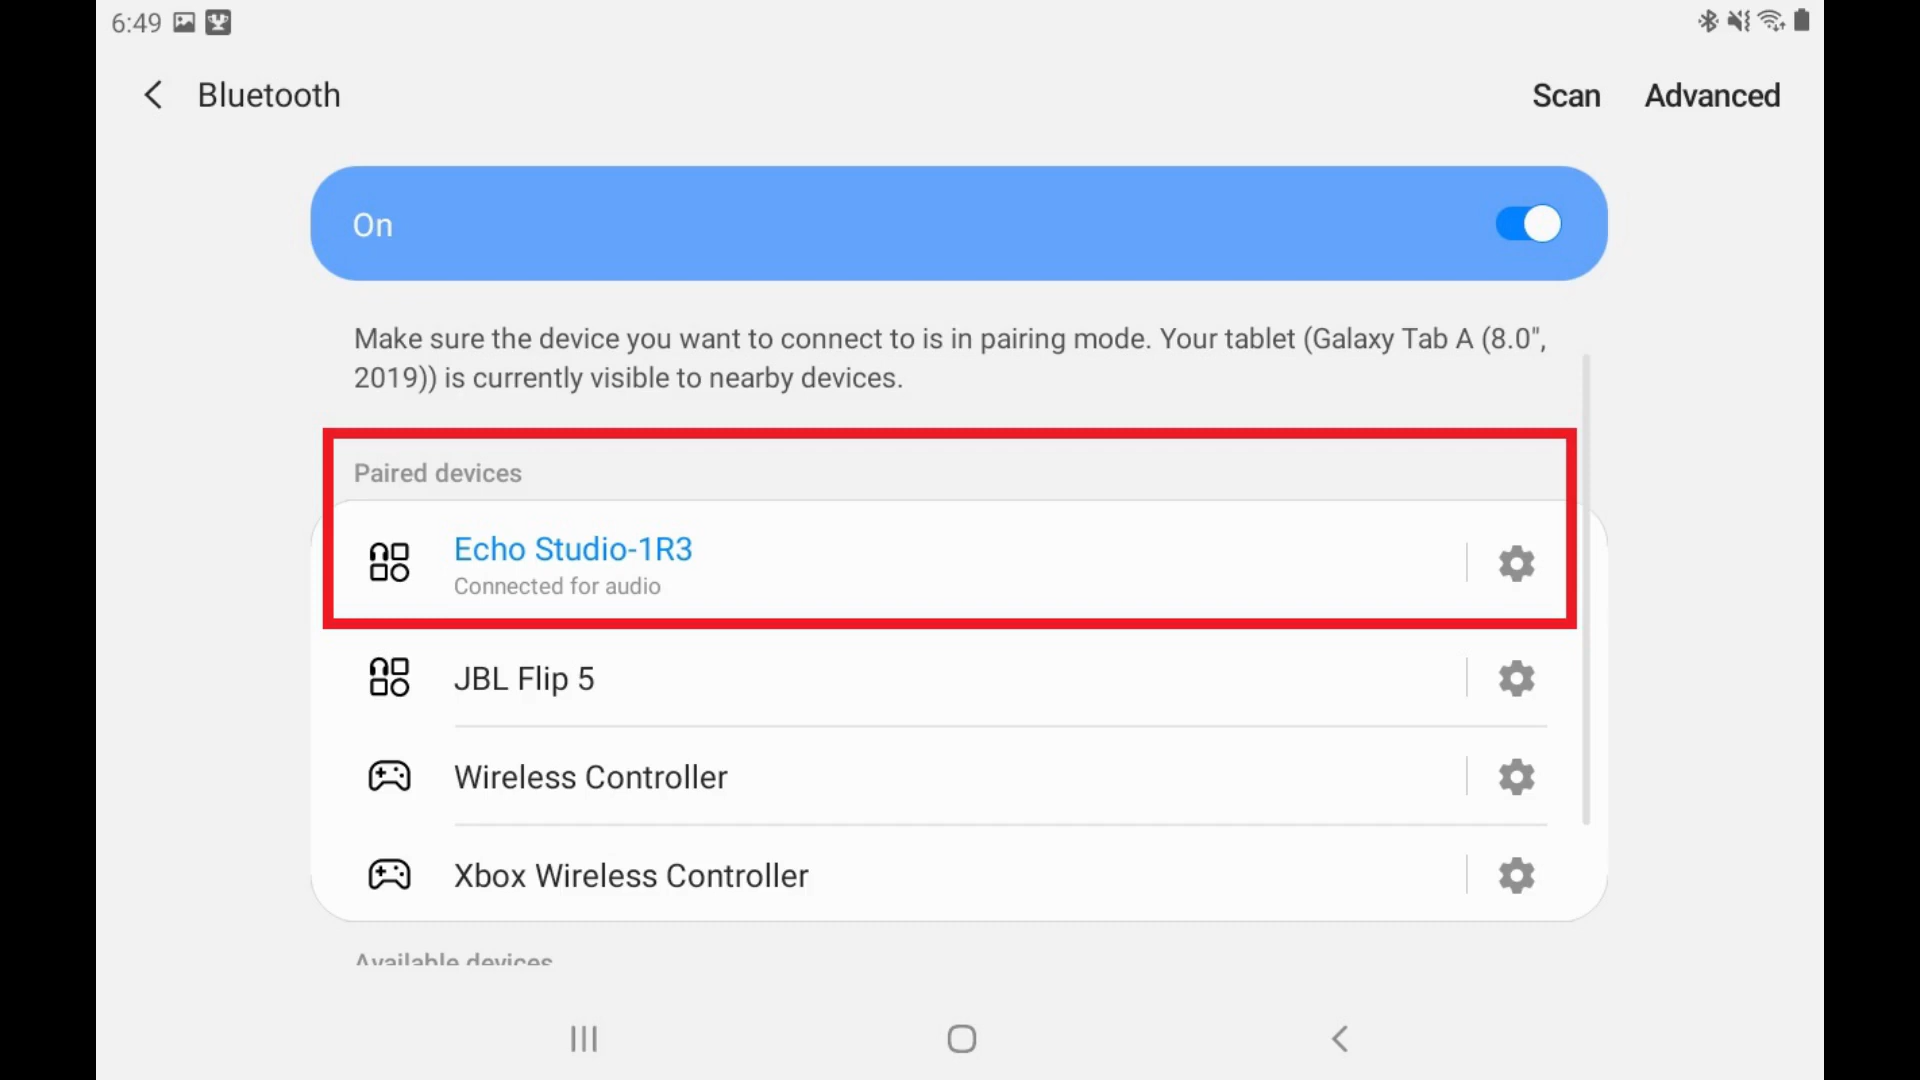 6:49
Bluetooth
Scan
Advanced
On
Make sure the device you want to connect to is in pairing mode. Your tablet (Galaxy Tab A (8.0",
2019)) is currently visible to nearby devices.
Paired devices
Echo Studio-1R3
Connected for audio
JBL Flip 5
Wireless Controller
Xbox Wireless Controller
Available devices